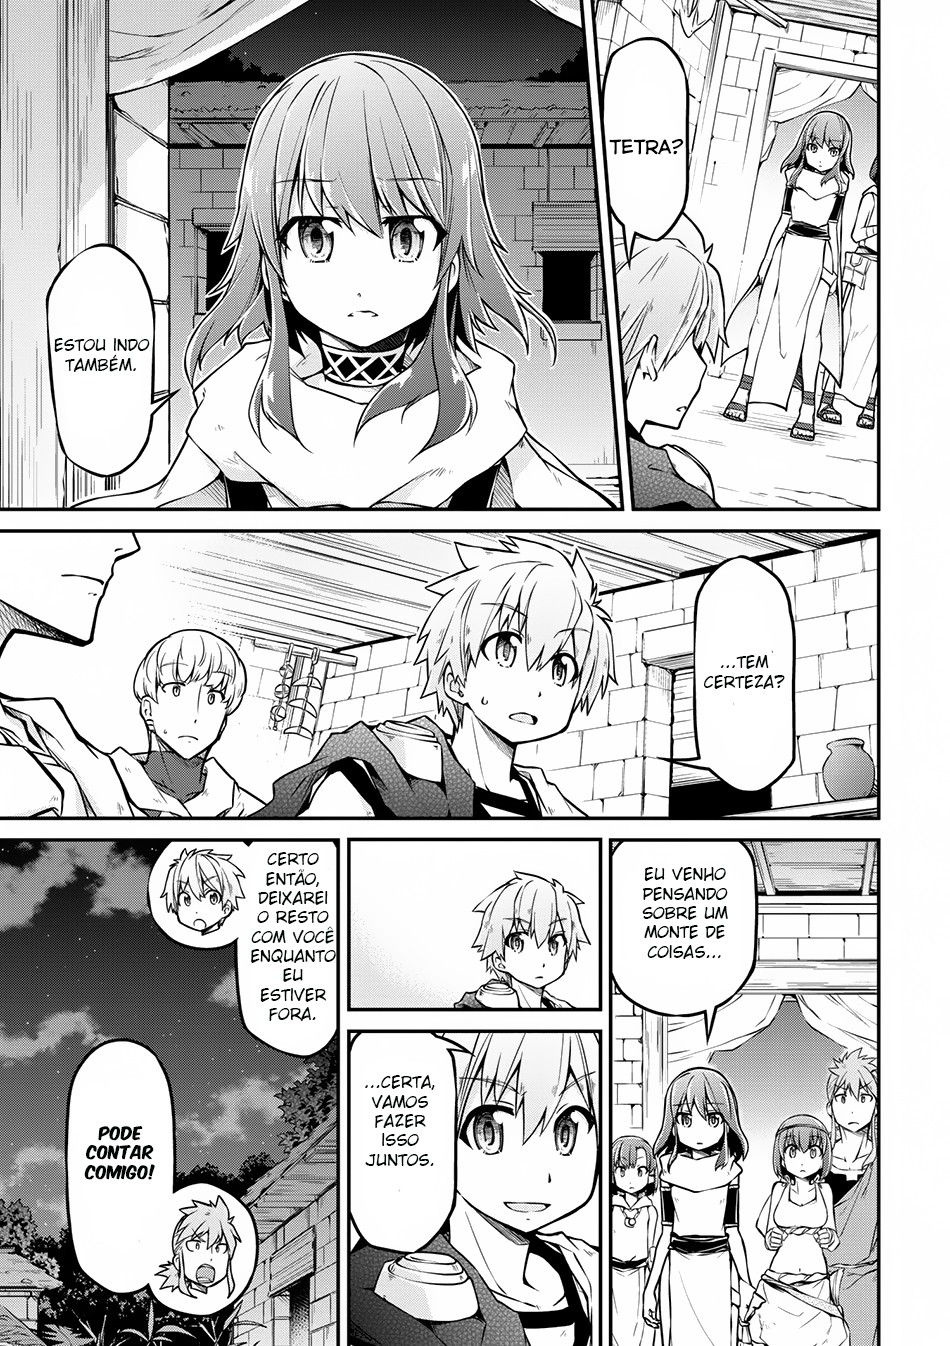 TETRA?
ESTOU INDO
TAMBÉM.
...TEM
CERTEZA?
EU VENHO
PENSANDO
SOBRE UM
MONTE DE
COISAS...
...CERTA,
VAMOS
FAZER
ISSO
JUNTOS.
CERTO
ENTÃO,
DEIXAREI
O RESTO
COM VOCÊ
ENQUANTO
EU
ESTIVER
FORA.
PODE
CONTAR
COMIGO!